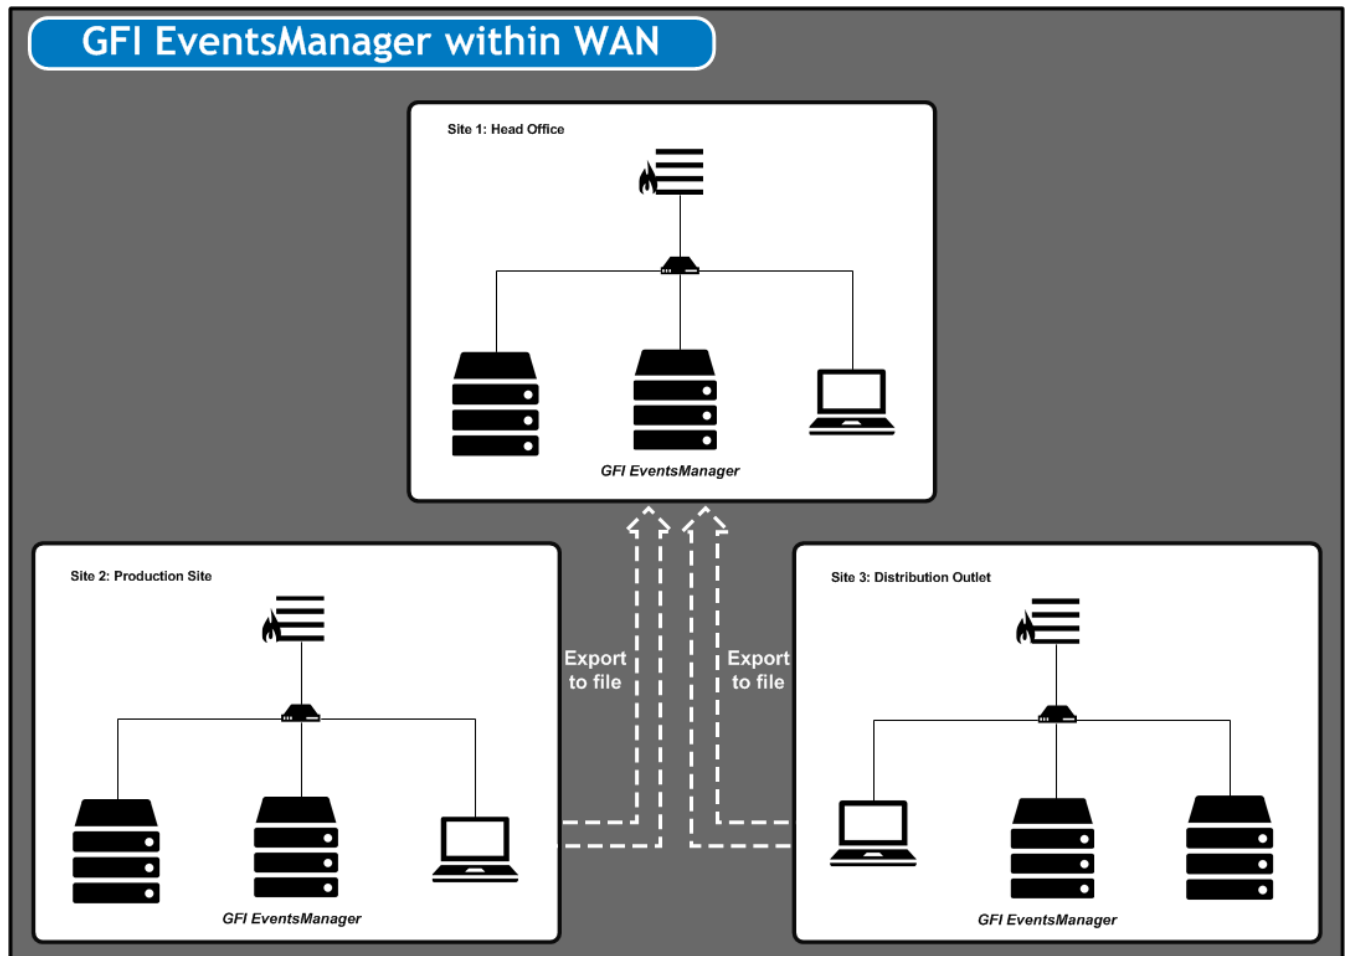 GFI EventsManager within WAN
Site 1: Head Office
GFI EventsManager
Site 2: Production Site
GFI EventsManager
Export
to file
Export
to file
Site 3: Distribution Outlet
GFI EventsManager